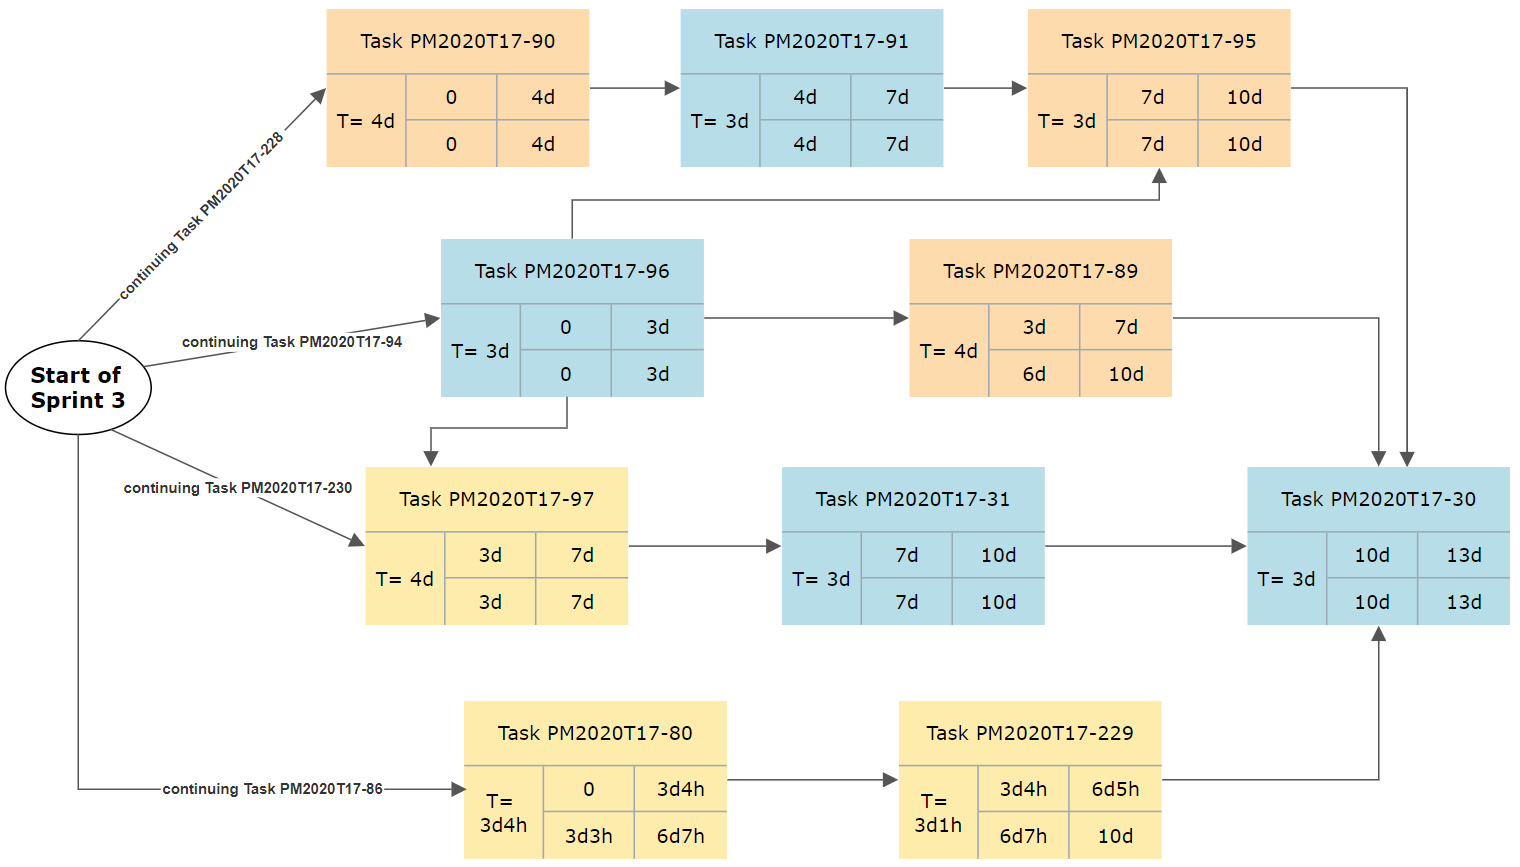 Task PM2020T17-90
T= 4d
0
4d
0
4d
Task PM2020T17-91
T= 3d
4d
7d
4d
7d
Task PM2020T17-95
T= 3d
7d
10d
7d
10d
continuing Task PM2020T17-228
Task PM2020T17-96
T= 3d
0
3d
0
3d
Task PM2020T17-89
T= 4d
3d
7d
6d
10d
continuing Task PM2020T17-94
Start of
Sprint 3
continuing Task PM2020T17-230
Task PM2020T17-97
T= 4d
3d
7d
3d
7d
Task PM2020T17-31
T= 3d
7d
10d
7d
10d
Task PM2020T17-30
T= 3d
10d
13d
10d
13d
continuing Task PM2020T17-86
Task PM2020T17-80
T=
3d4h
0
3d4h
3d3h
6d7h
Task PM2020T17-229
T=
3d1h
3d4h
6d5h
6d7h
10d